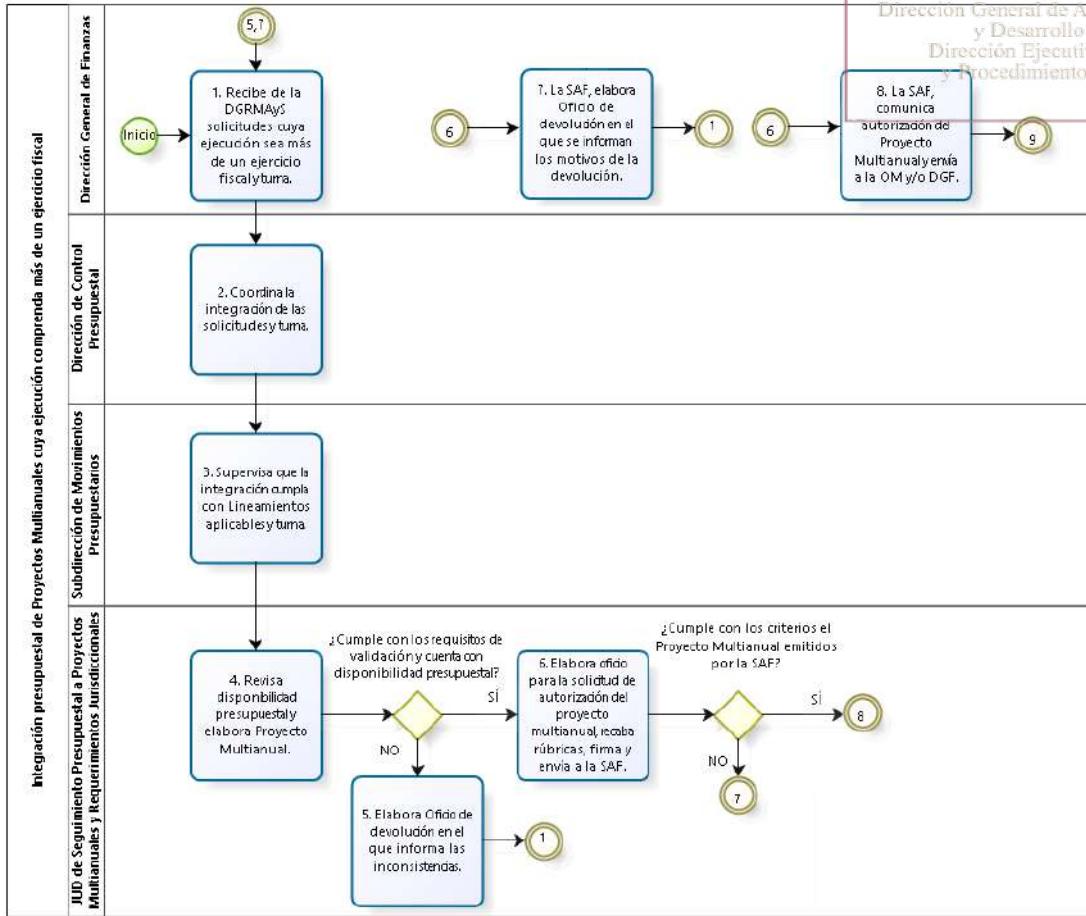 Dirección General de A
y Desarrollo
Dirección Ejecuti
y Procedimiento
Integración presupuestal de Proyectos Multianuales cuya ejecución comprenda más de un ejercicio fiscal
Dirección General de Finanzas
5,7
Inicio
1. Recibe de la
DGRMAyS
solicitudes cuya
ejecución sea más
de un ejercicio
fiscal y turna.
6
7. La SAF, elabora
Oficio de
devolución en el
que se informan
los motivos de la
devolución.
1
6
8. La SAF,
comunica
autorización del
Proyecto
Multianual y envía
a la OM y/o DGF.
9
Dirección de Control
Presupuestal
2. Coordina la
integración de las
solicitudes y turna.
Subdirección de Movimientos
Presupuestarios
3. Supervisa que la
integración cumpla
con Lineamientos
aplicables y turna.
JUD de Seguimiento Presupuestal a Proyectos
Multianuales y Requerimientos Jurisdiccionales
4. Revisa
disponibilidad
presupuestal y
elabora Proyecto
Multianual.
¿Cumple con los requisitos de
validación y cuenta con
disponibilidad presupuestal?
SÍ
NO
5. Elabora Oficio de
devolución en el
que informa las
inconsistencias.
1
6. Elabora oficio
para la solicitud de
autorización del
proyecto
multianual, recaba
rúbricas, firma y
envía a la SAF.
¿Cumple con los criterios el
Proyecto Multianual emitidos
por la SAF?
SÍ
8
NO
7